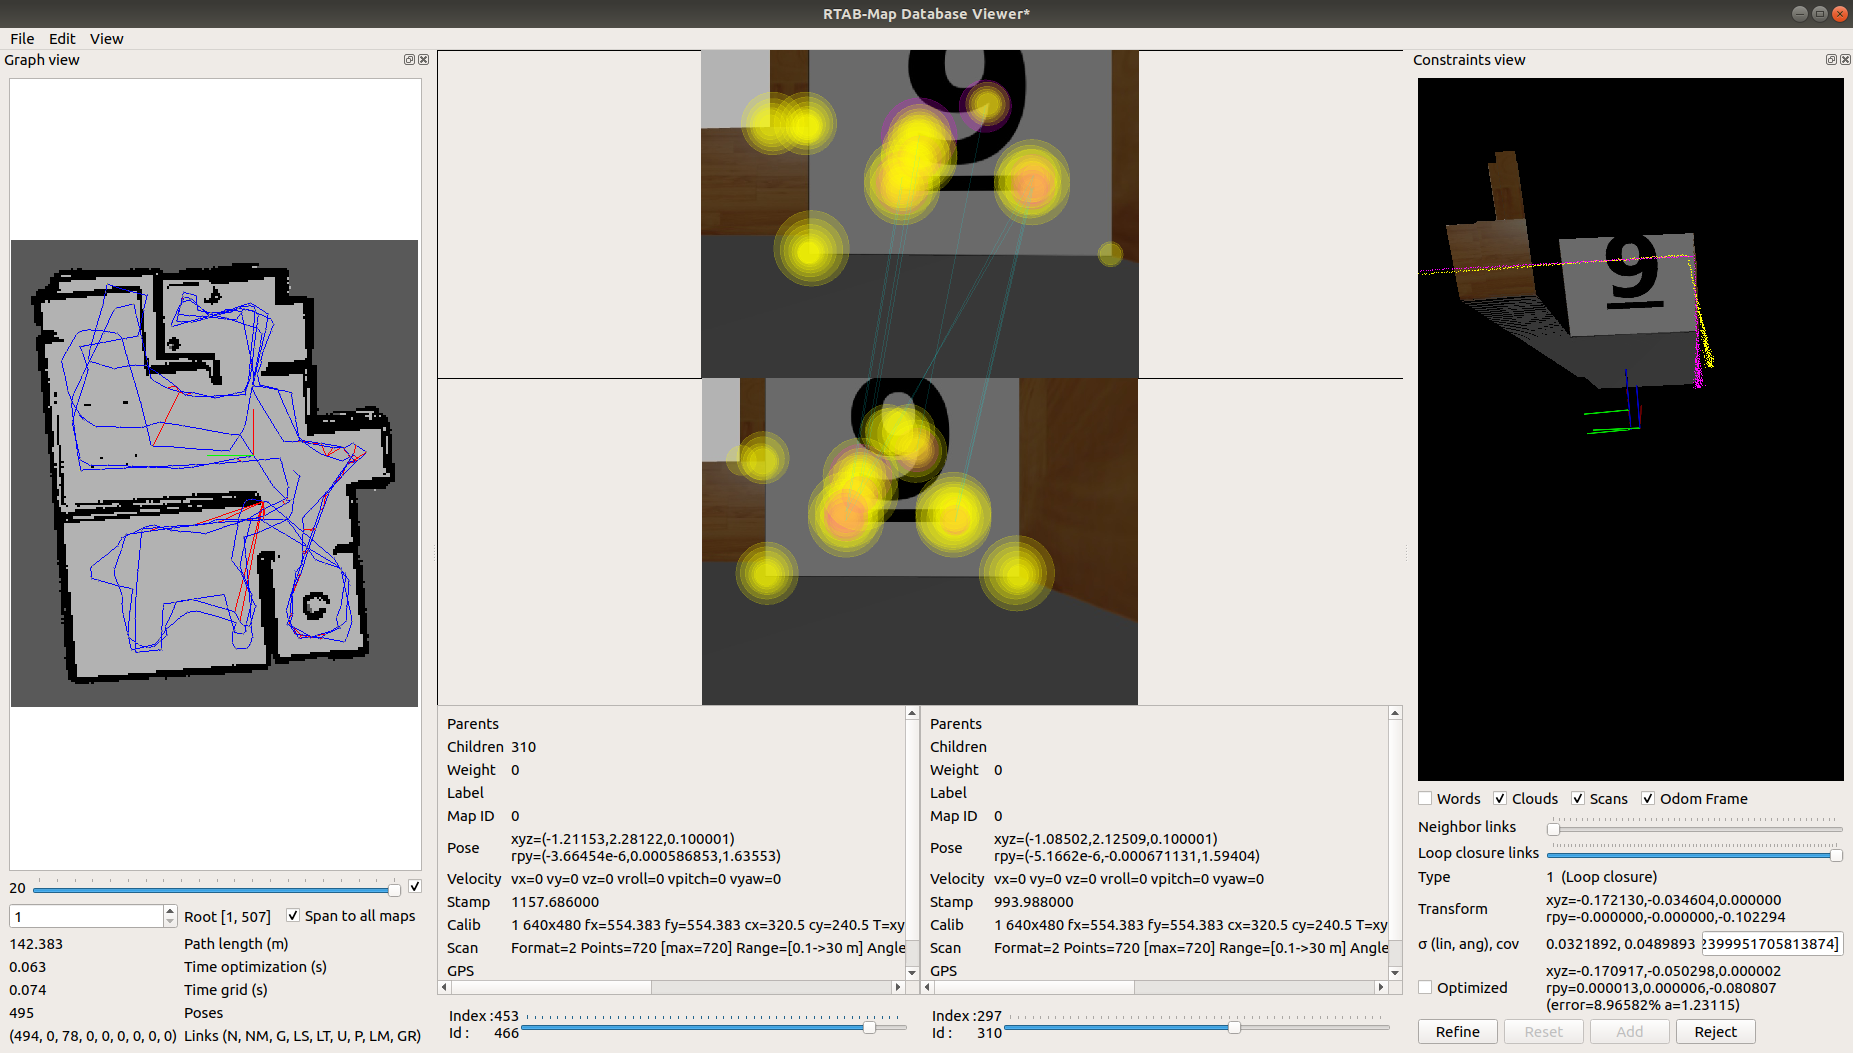 RTAB-Map Database Viewer*
File Edit View
Graph view
Constraints view
9
9
9
Parents
Children 310
Weight 0
Label
Map ID 0
Pose xyz=(-1.21153,2.28122,0.100001)
rpy=(-3.66454e-6,0.000586853,1.63553)
Velocity vx=0 vy=0 vz=0 vroll=0 vpitch=0 vyaw=0
Stamp 1157.686000
Calib 1 640x480 fx=554.383 fy=554.383 cx=320.5 cy=240.5 T=xy
Scan Format=2 Points=720 [max=720] Range=[0.1->30 m] Angle
GPS
Index :453
Id : 466
Parents
Children
Weight 0
Label
Map ID 0
Pose xyz=(-1.08502,2.12509,0.100001)
rpy=(-5.1662e-6,-0.000671131,1.59404)
Velocity vx=0 vy=0 vz=0 vroll=0 vpitch=0 vyaw=0
Stamp 993.988000
Calib 1 640x480 fx=554.383 fy=554.383 cx=320.5 cy=240.5 T=xy
Scan Format=2 Points=720 [max=720] Range=[0.1->30 m] Angle
GPS
Index :297
Id : 310
20
1 Root [1, 507] Span to all maps
142.383 Path length (m)
0.063 Time optimization (s)
0.074 Time grid (s)
495 Poses
(494, 0, 78, 0, 0, 0, 0, 0, 0) Links (N, NM, G, LS, LT, U, P, LM, GR)
Words Clouds Scans Odom Frame
Neighbor links
Loop closure links
Type 1 (Loop closure)
Transform xyz=-0.172130,-0.034604,0.000000
rpy=-0.000000,-0.000000,-0.102294
σ (lin, ang), cov 0.0321892, 0.0489893 2399951705813874]
Optimized xyz=-0.170917,-0.050298,0.000002
rpy=0.000013,0.000006,-0.080807
(error=8.96582% a=1.23115)
Refine Reset Add Reject